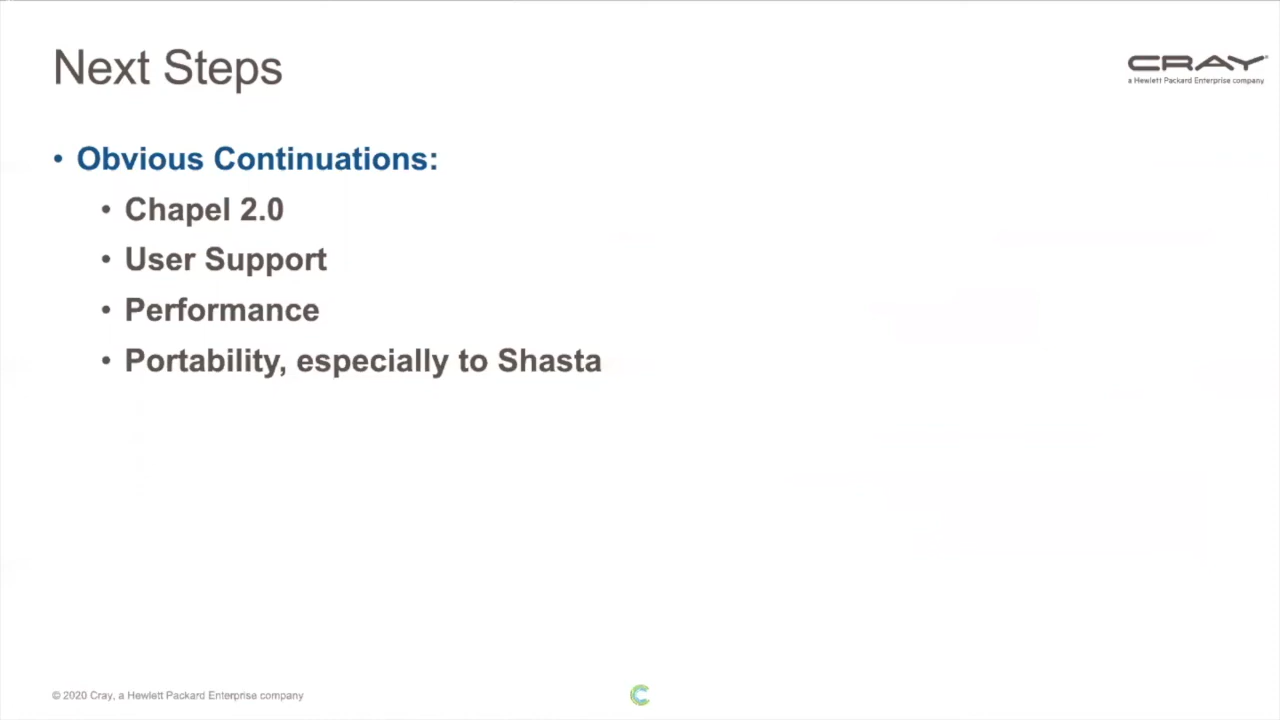 Next Steps
CRAY®
a Hewlett Packard Enterprise company
• Obvious Continuations:
• Chapel 2.0
• User Support
• Performance
• Portability, especially to Shasta
© 2020 Cray, a Hewlett Packard Enterprise company